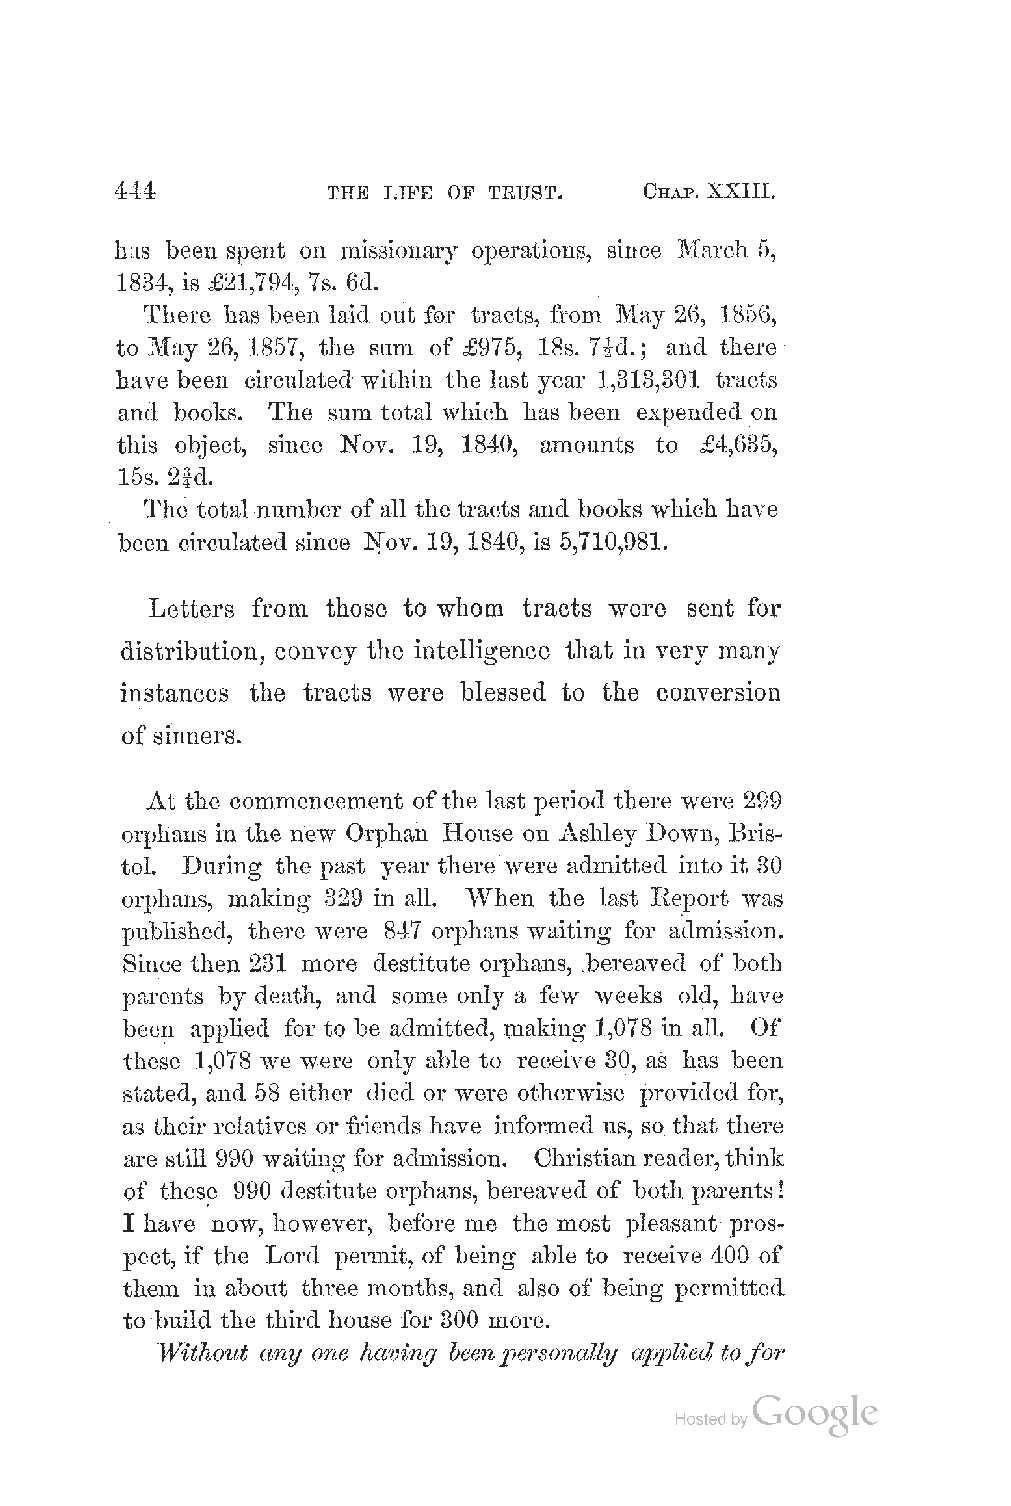 444 THE LIFE OF TRUST. CHAP. XXIII.
has been spent on missionary operations, since March 5,
1834, is £21,794, 7s. 6d.
There has been laid out for tracts, from May 26, 1856,
to May 26, 1857, the sum of £975, 18s. 7½d.; and there
have been circulated within the last year 1,313,301 tracts
and books. The sum total which has been expended on
this object, since Nov. 19, 1840, amounts to £4,635,
15s. 2¾d.
The total number of all the tracts and books which have
been circulated since Nov. 19, 1840, is 5,710,981.
Letters from those to whom tracts were sent for
distribution, convey the intelligence that in very many
instances the tracts were blessed to the conversion
of sinners.
At the commencement of the last period there were 299
orphans in the new Orphan House on Ashley Down, Bris-
tol. During the past year there were admitted into it 30
orphans, making 329 in all. When the last Report was
published, there were 847 orphans waiting for admission.
Since then 231 more destitute orphans, bereaved of both
parents by death, and some only a few weeks old, have
been applied for to be admitted, making 1,078 in all. Of
these 1,078 we were only able to receive 30, as has been
stated, and 58 either died or were otherwise provided for,
as their relatives or friends have informed us, so that there
are still 990 waiting for admission. Christian reader, think
of these 990 destitute orphans, bereaved of both parents!
I have now, however, before me the most pleasant pros-
pect, if the Lord permit, of being able to receive 400 of
them in about three months, and also of being permitted
to build the third house for 300 more.
Without any one having been personally applied to for
Hosted by Google